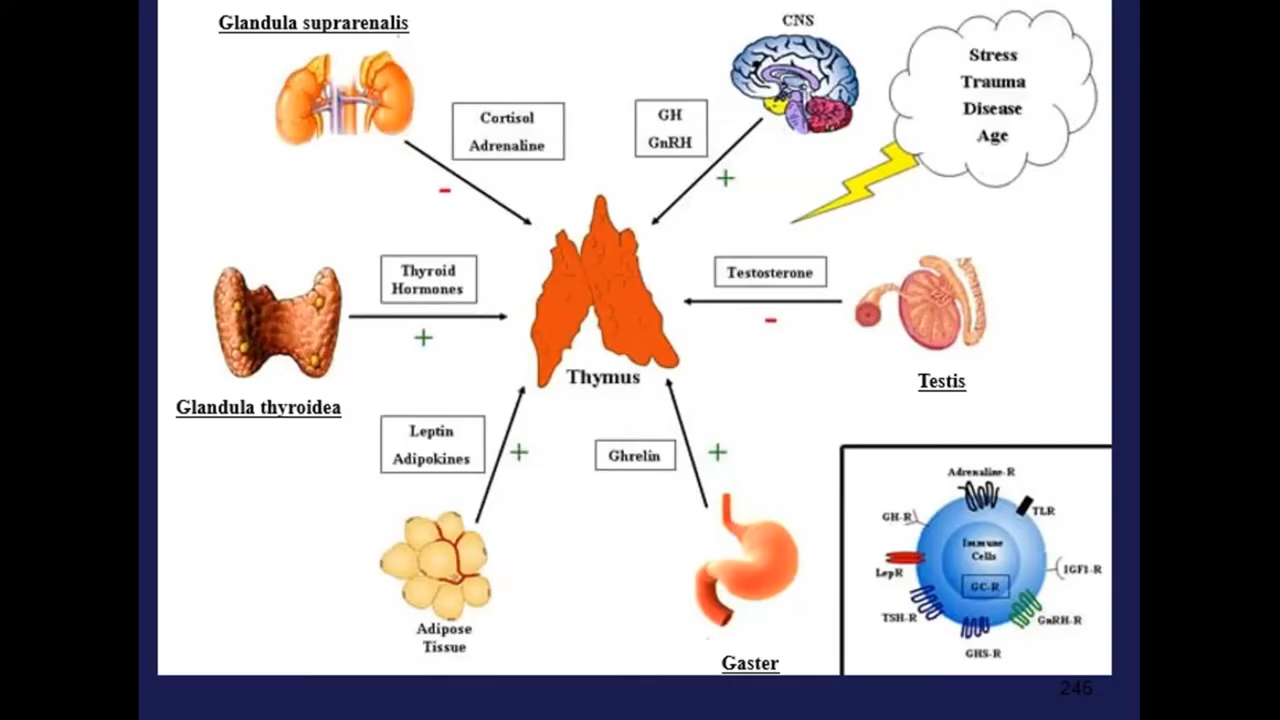 Glandula suprarenalis
CNS
Stress
Trauma
Disease
Age
Cortisol
Adrenaline
GH
GnRH
+
-
Thyroid
Hormones
+
Testosterone
-
Thymus
Testis
Glandula thyroidea
Leptin
Adipokines
+
Ghrelin
+
Adipose
Tissue
Gaster
Adrenaline-R
TLR
GH-R
Immune
Cells
LepR
IGF1-R
GC-R
TSH-R
GnRH-R
GHS-R
246